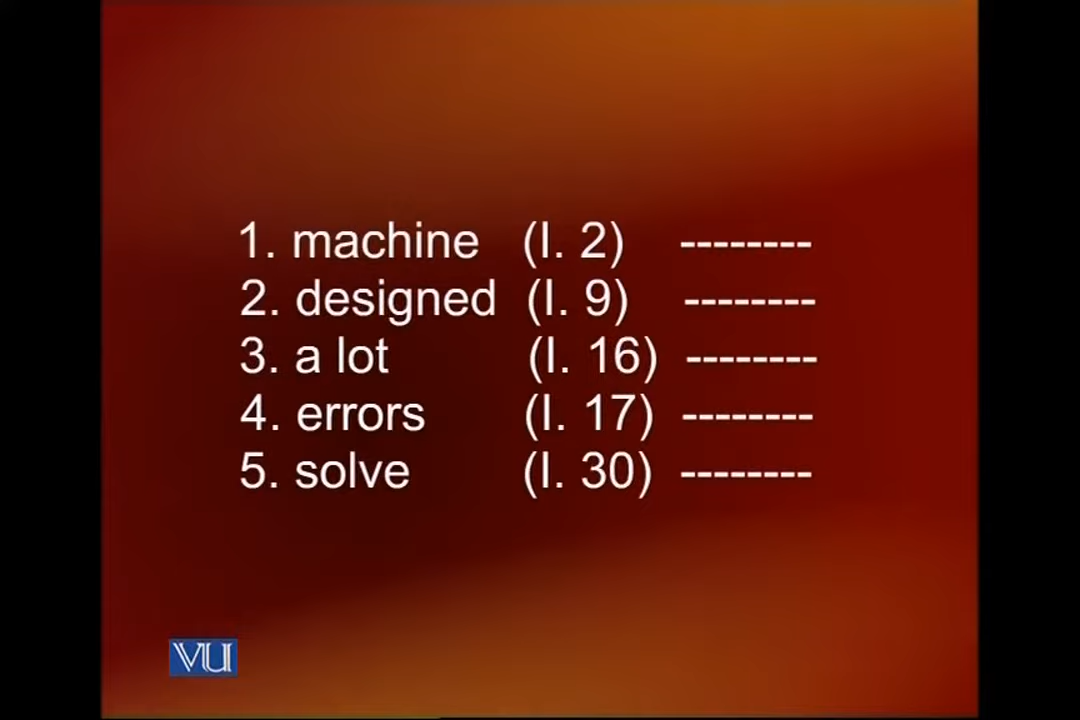 1. machine (l. 2) --------
2. designed (l. 9) --------
3. a lot (l. 16) --------
4. errors (l. 17) --------
5. solve (l. 30) --------
VU